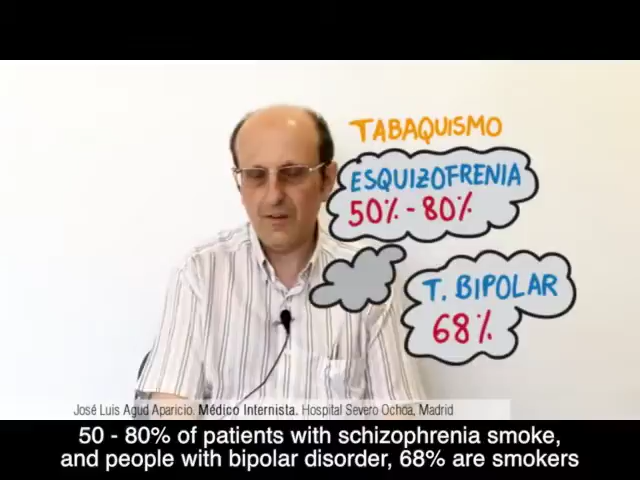 TABAQUISMO
ESQUIZOFRENIA
50% - 80%
T. BIPOLAR
68%
José Luis Agud Aparicio. Médico Internista. Hospital Severo Ochoa, Madrid
50 - 80% of patients with schizophrenia smoke,
and people with bipolar disorder, 68% are smokers